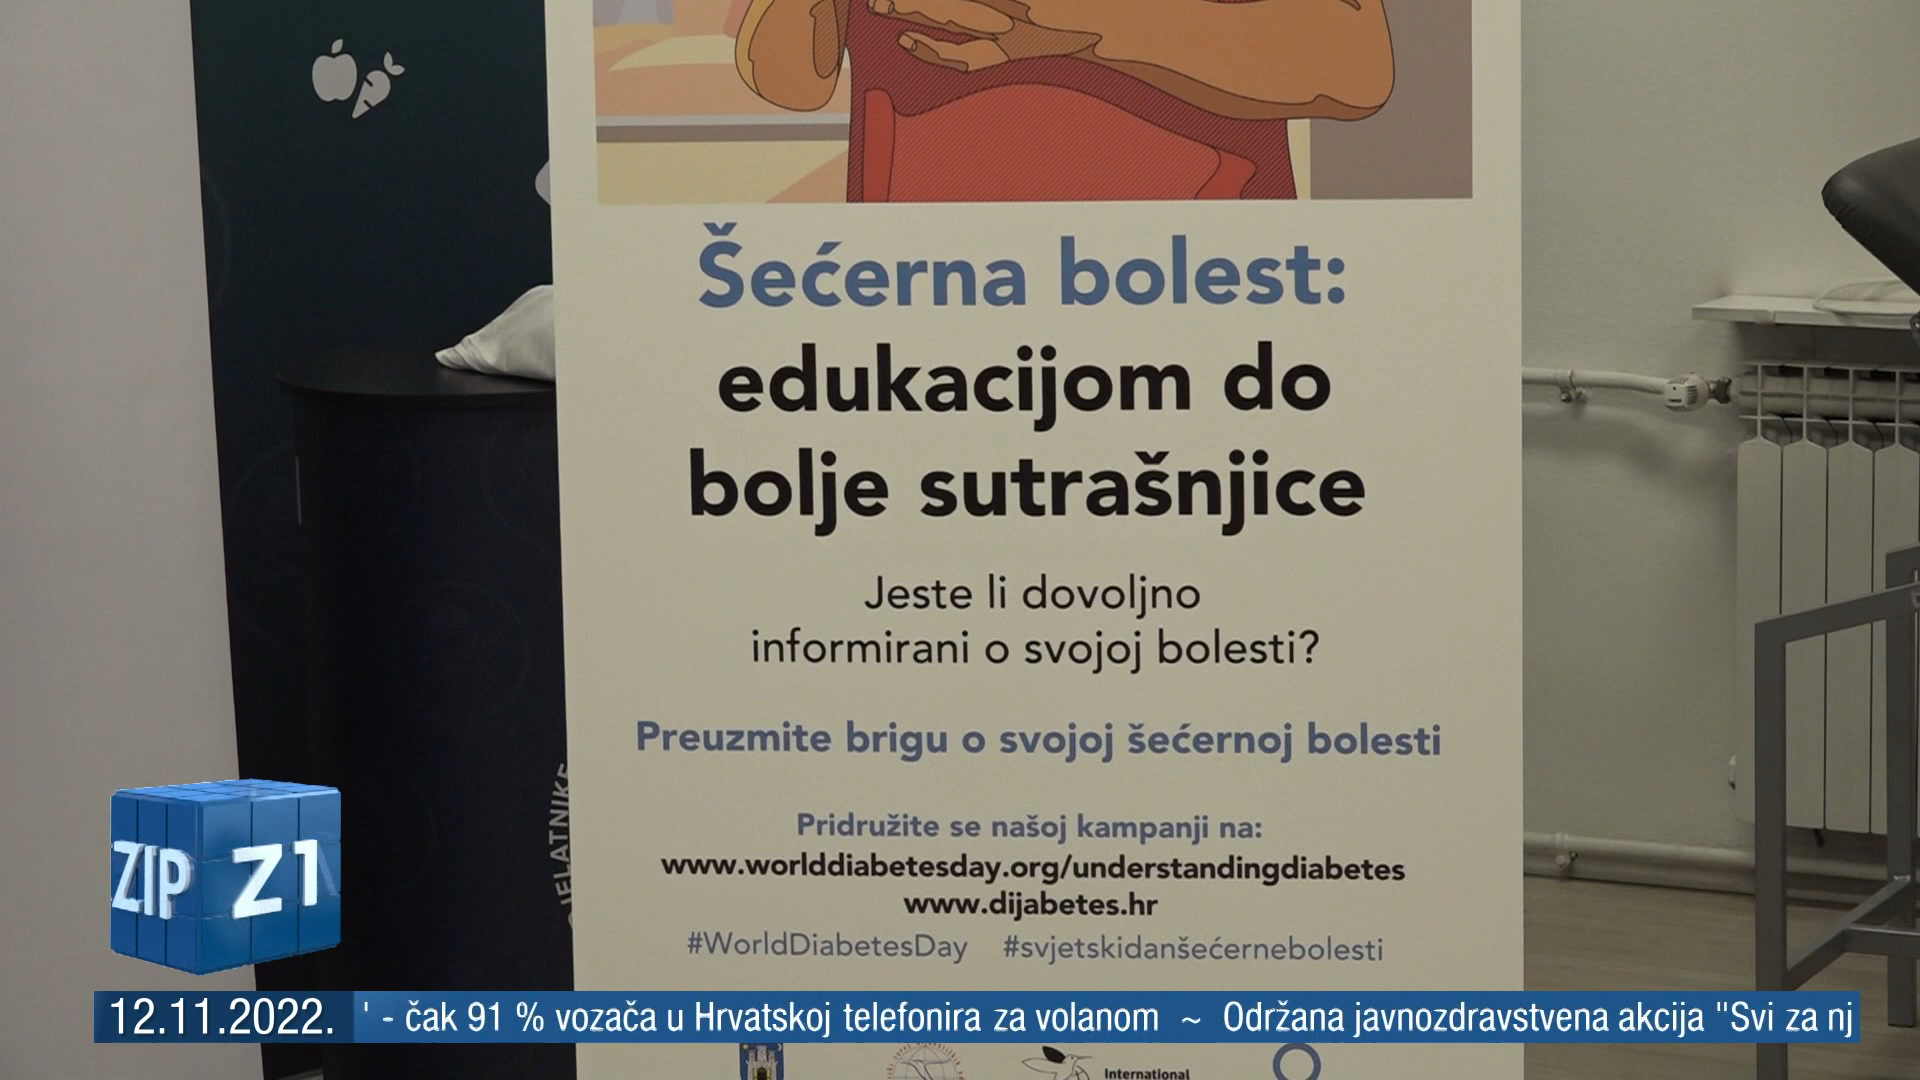 Šećerna bolest:
edukacijom do
bolje sutrašnjice
Jeste li dovoljno
informirani o svojoj bolesti?
Preuzmite brigu o svojoj šećernoj bolesti
Pridružite se našoj kampanji na:
www.worlddiabetesday.org/understandingdiabetes
www.dijabetes.hr
#WorldDiabetesDay #svjetskidanšećernebolesti
JELATNIKE
ZIP Z1
12.11.2022. ' - čak 91 % vozača u Hrvatskoj telefonira za volanom ~ Održana javnozdravstvena akcija "Svi za nj
International